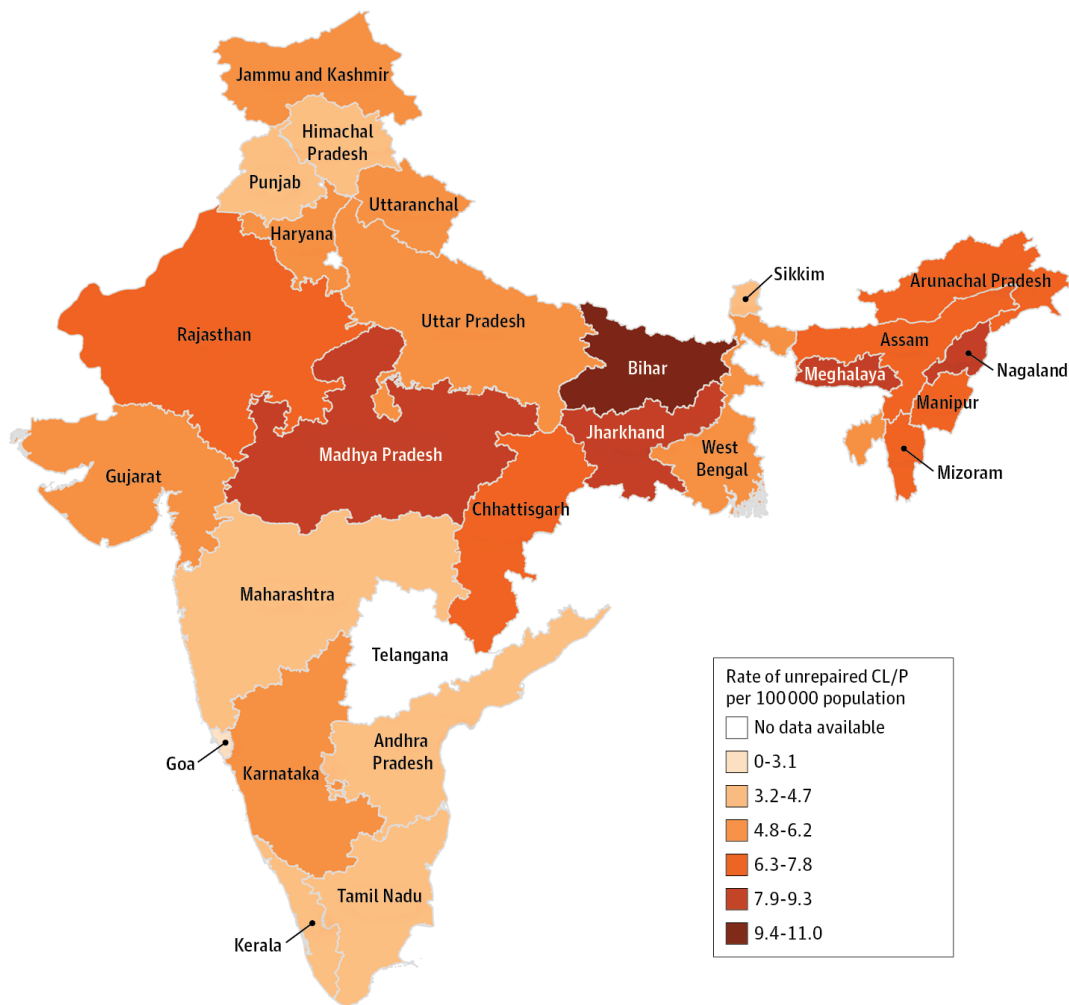 Jammu and Kashmir
Himachal
Pradesh
Punjab
Uttaranchal
Haryana
Sikkim
Arunachal Pradesh
Rajasthan
Uttar Pradesh
Assam
Bihar
Meghalaya
Nagaland
Manipur
Jharkhand
Madhya Pradesh
West
Bengal
Gujarat
Mizoram
Chhattisgarh
Maharashtra
Telangana
Rate of unrepaired CL/P
per 100 000 population
No data available
0-3.1
3.2-4.7
4.8-6.2
6.3-7.8
7.9-9.3
9.4-11.0
Andhra
Pradesh
Goa
Karnataka
Tamil Nadu
Kerala